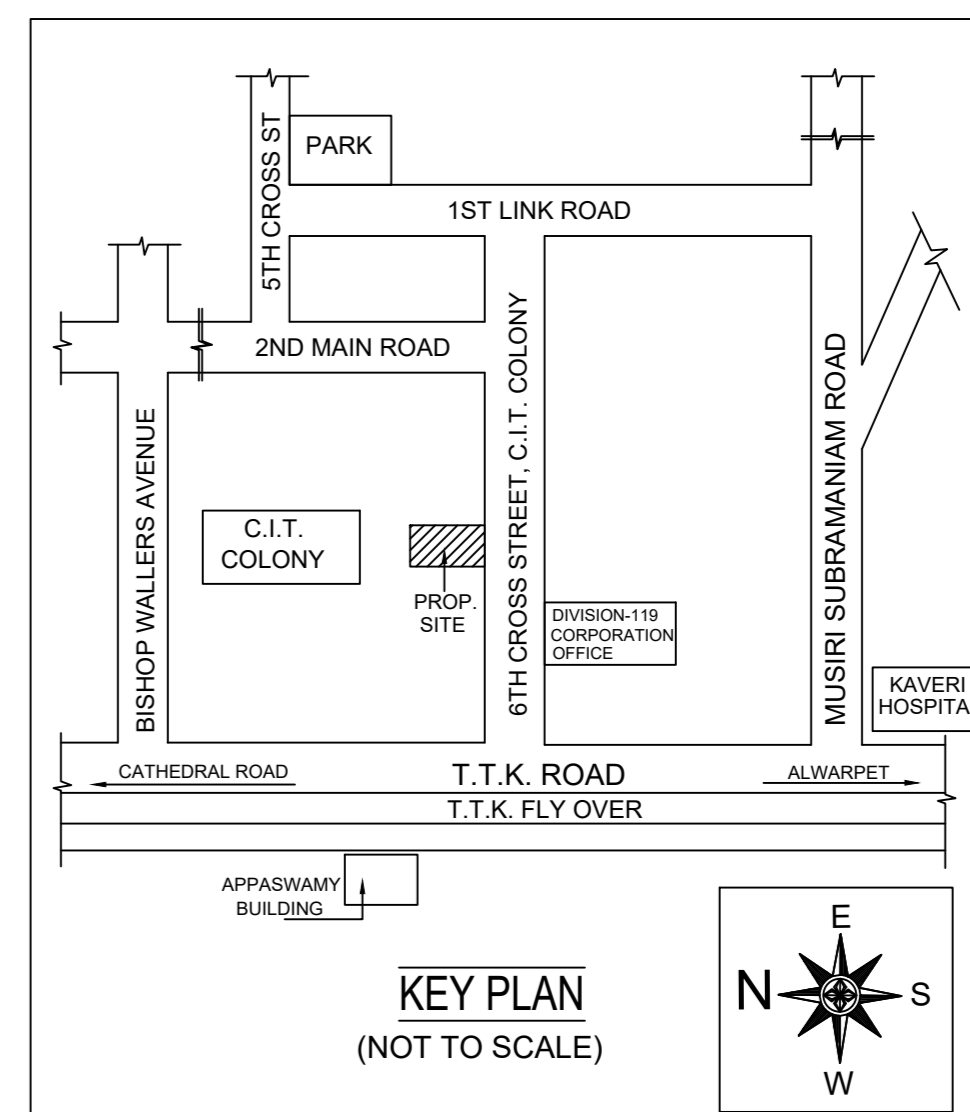 5TH CROSS ST
PARK
1ST LINK ROAD
2ND MAIN ROAD
BISHOP WALLERS AVENUE
C.I.T.
COLONY
PROP.
SITE
6TH CROSS STREET, C.I.T. COLONY
DIVISION-119
CORPORATION
OFFICE
MUSIRI SUBRAMANIAM ROAD
KAVERI
HOSPITA
CATHEDRAL ROAD
T.T.K. ROAD
ALWARPET
T.T.K. FLY OVER
APPASWAMY
BUILDING
KEY PLAN
(NOT TO SCALE)
E
N
S
W